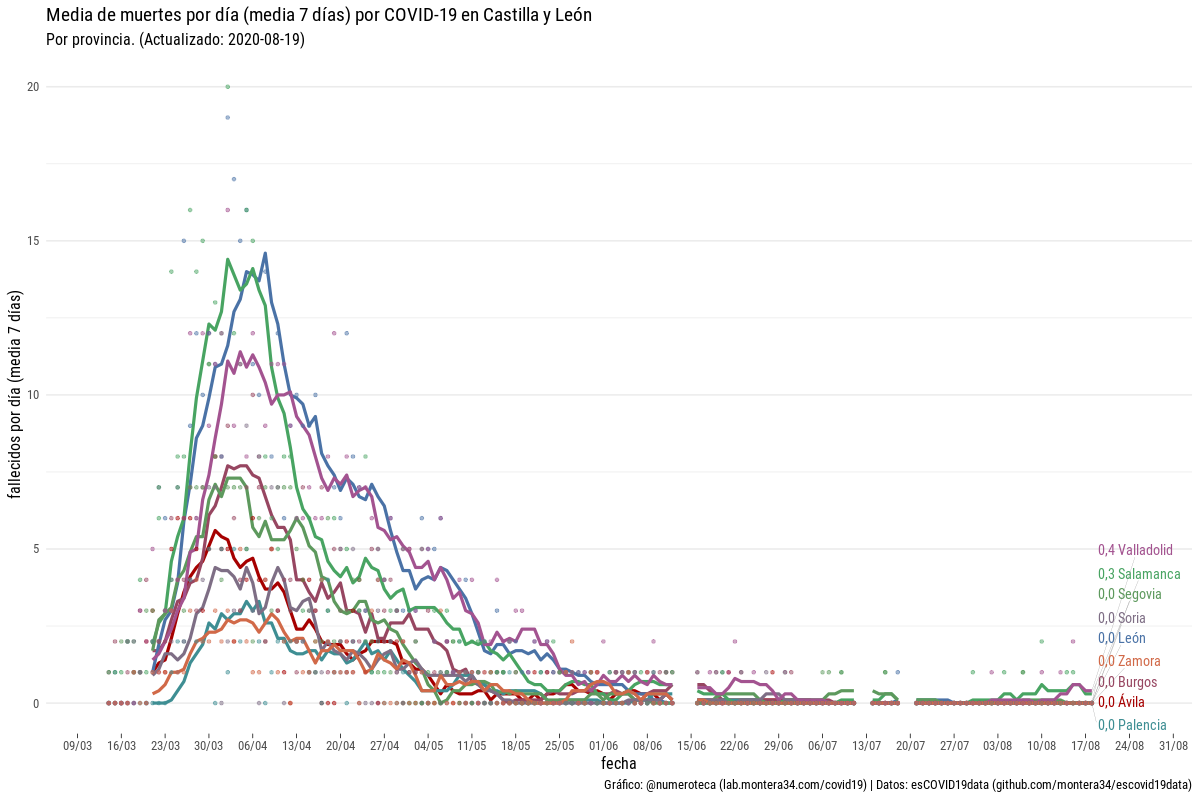 Media de muertes por día (media 7 días) por COVID-19 en Castilla y León
Por provincia. (Actualizado: 2020-08-19)
fallecidos por día (media 7 días)
20
15
10
5
0
0,4 Valladolid
0,3 Salamanca
0,0 Segovia
0,0 Soria
0,0 León
0,0 Zamora
0,0 Burgos
0,0 Ávila
0,0 Palencia
09/03 16/03 23/03 30/03 06/04 13/04 20/04 27/04 04/05 11/05 18/05 25/05 01/06 08/06 15/06 22/06 29/06 06/07 13/07 20/07 27/07 03/08 10/08 17/08 24/08 31/08
fecha
Gráfico: @numeroteca (lab.montera34.com/covid19) | Datos: esCOVID19data (github.com/montera34/escovid19data)